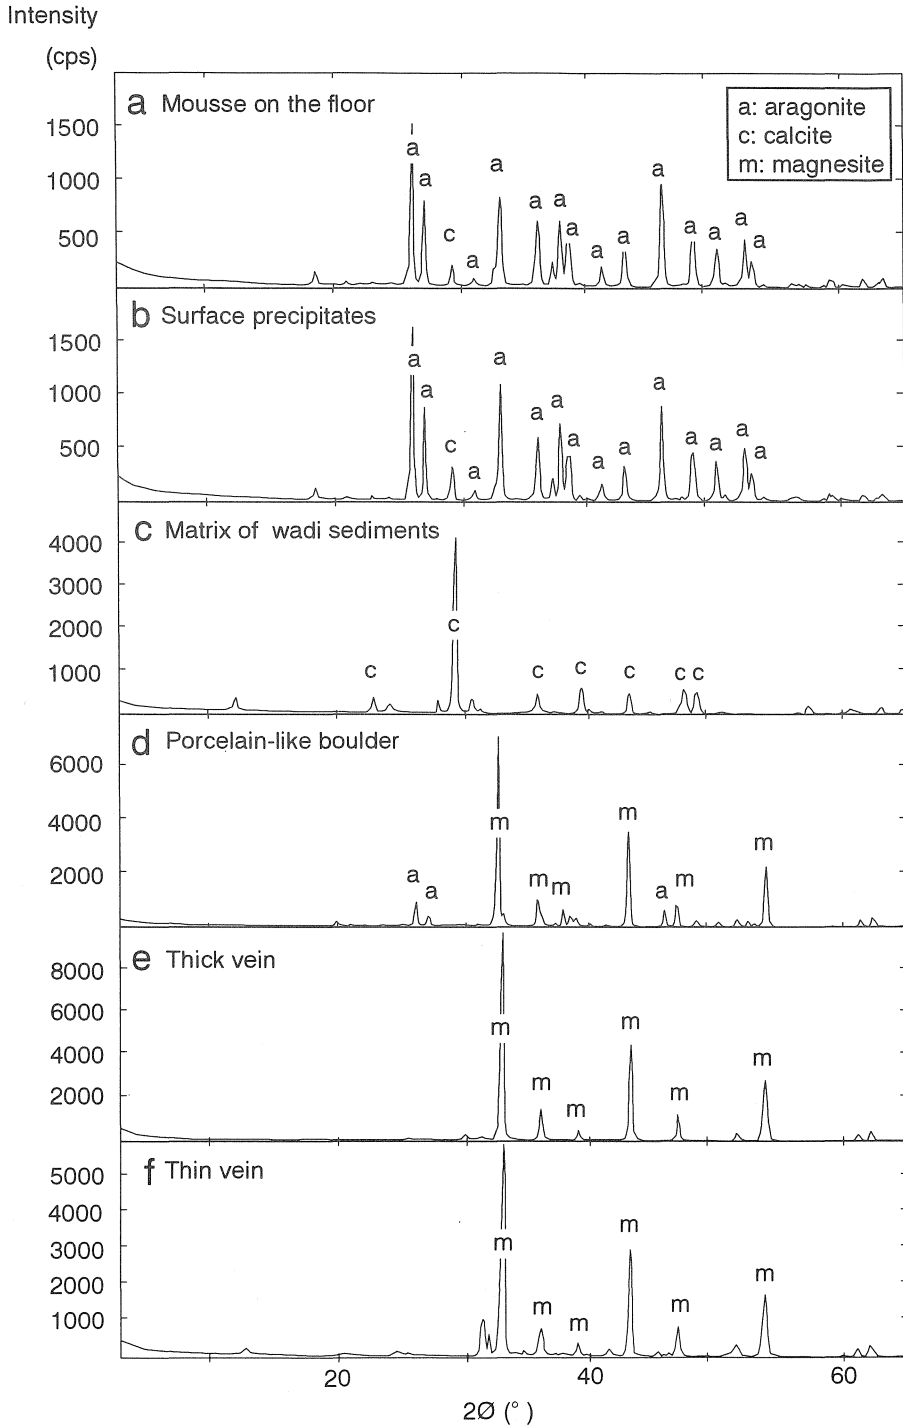 Intensity
(cps)
a Mousse on the floor
a: aragonite
c: calcite
m: magnesite
1500
1000
500
a
a
c
a
a
a
a
a
a
a
a
a
a
a
a
b Surface precipitates
1500
1000
500
a
a
c
a
a
a
a
a
a
a
a
a
a
a
a
c Matrix of wadi sediments
4000
3000
2000
1000
c
c
c
c
c
c
c
d Porcelain-like boulder
6000
4000
2000
a
a
m
m
m
m
a
m
m
e Thick vein
8000
6000
4000
2000
m
m
m
m
m
m
f Thin vein
5000
4000
3000
2000
1000
m
m
m
m
m
m
20 40 60
2Ø (°)